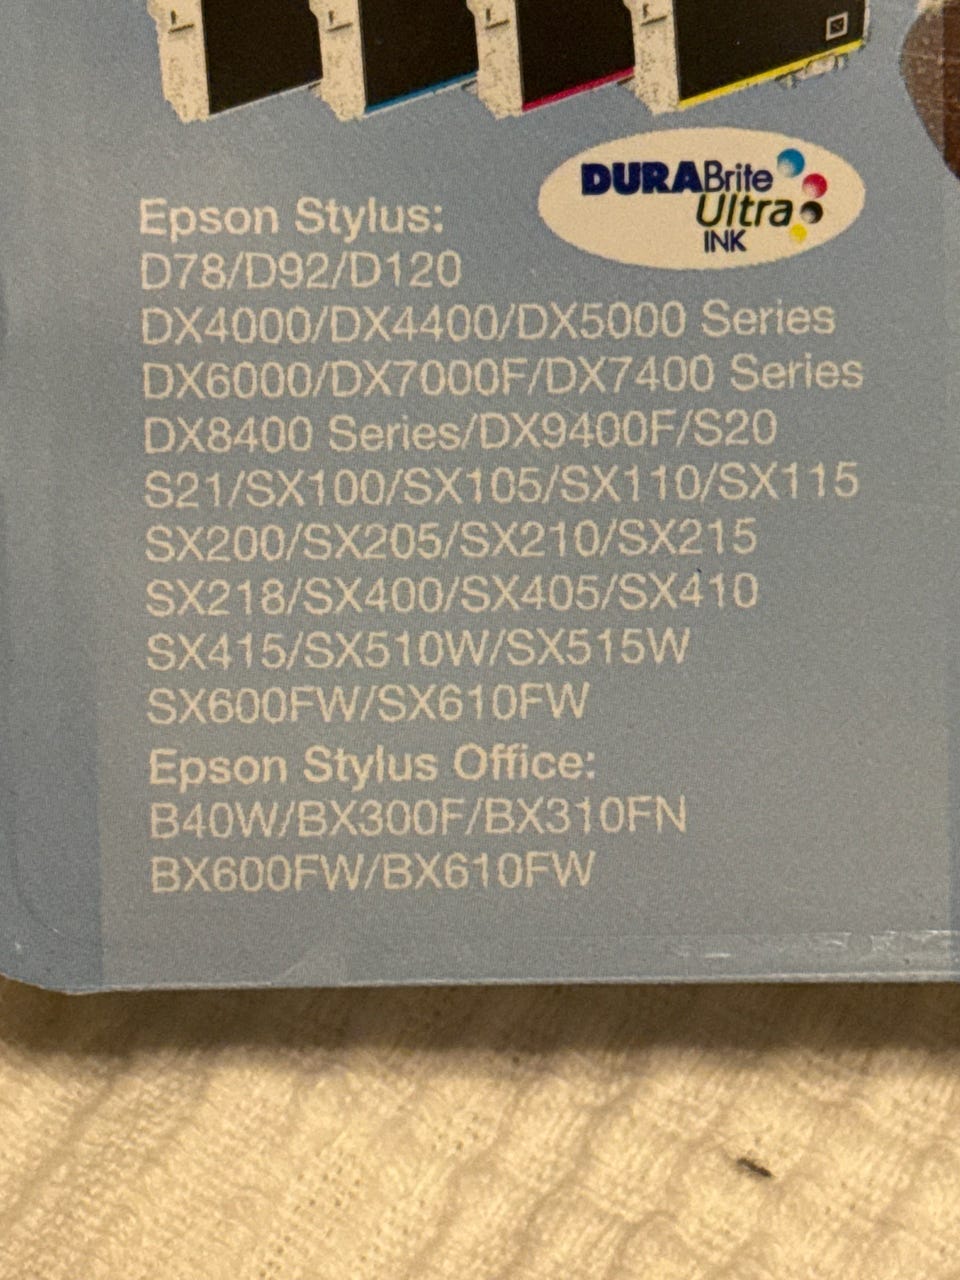 DURABrite
Ultra
INK
Epson Stylus:
D78/D92/D120
DX4000/DX4400/DX5000 Series
DX6000/DX7000F/DX7400 Series
DX8400 Series/DX9400F/S20
S21/SX100/SX105/SX110/SX115
SX200/SX205/SX210/SX215
SX218/SX400/SX405/SX410
SX415/SX510W/SX515W
SX600FW/SX610FW
Epson Stylus Office:
B40W/BX300F/BX310FN
BX600FW/BX610FW